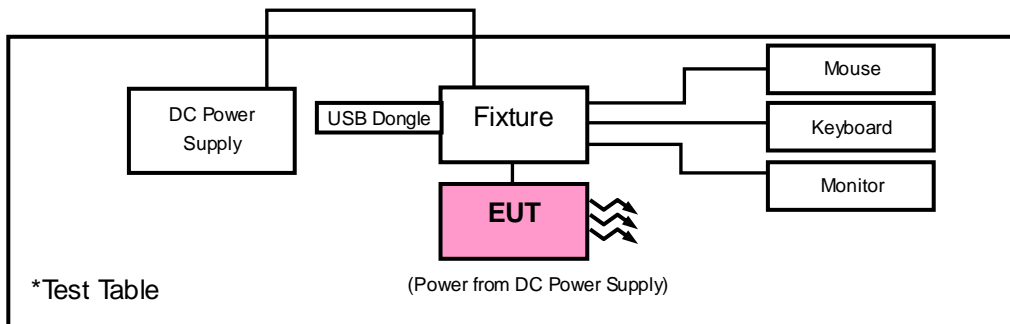 DC Power
Supply
USB Dongle
Fixture
Mouse
Keyboard
Monitor
EUT
(Power from DC Power Supply)
*Test Table